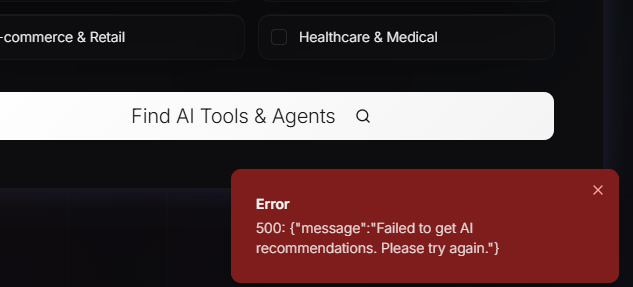 -commerce & Retail
Healthcare & Medical
Find AI Tools & Agents
Error
500: {"message":"Failed to get AI
recommendations. Please try again."}